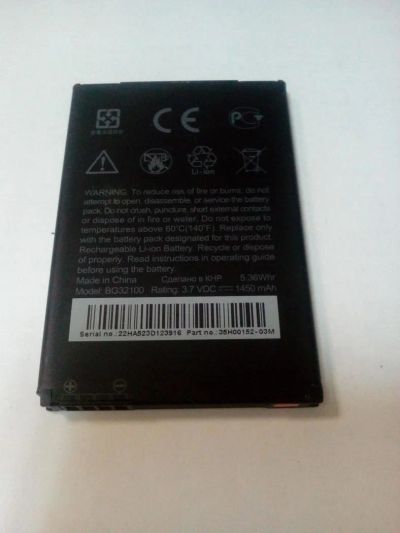 CE
PC
Li-ion
WARNING: To reduce risk of fire or burns, do not
attempt to open, disassemble, or service the battery
pack. Do not crush, puncture, short external contacts
or dispose of in fire or water. Do not expose to
temperatures above 60°C(140°F). Replace only
with the battery pack designated for this product.
Rechargeable Li-ion Battery. Recycle or dispose
of properly. Read instructions in operating guide
before using the battery pack.
Made in China Сделано в КНР 5.36Whr
Model: BG32100 Rating: 3.7 VDC 1450 mAh
Serial no.:22HA523D123916 Part no.:35H00152-03M